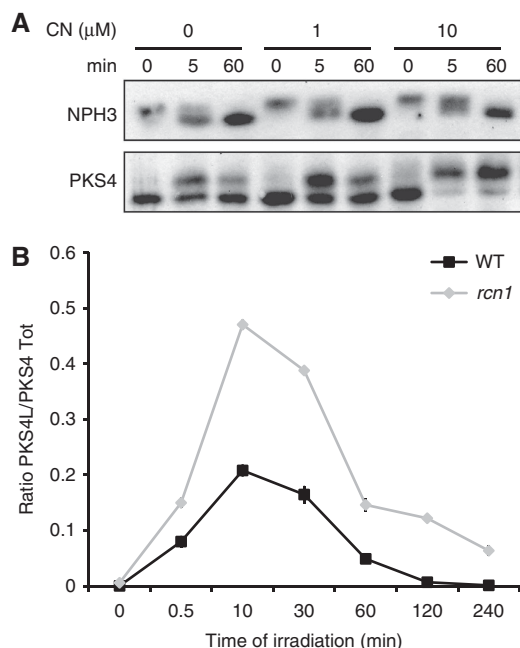 A
CN (μM) 0 1 10
min 0 5 60 0 5 60 0 5 60
NPH3
PKS4
B
WT
rcn1
Ratio PKS4L/PKS4 Tot
0.6
0.5
0.4
0.3
0.2
0.1
0
0 0.5 10 30 60 120 240
Time of irradiation (min)